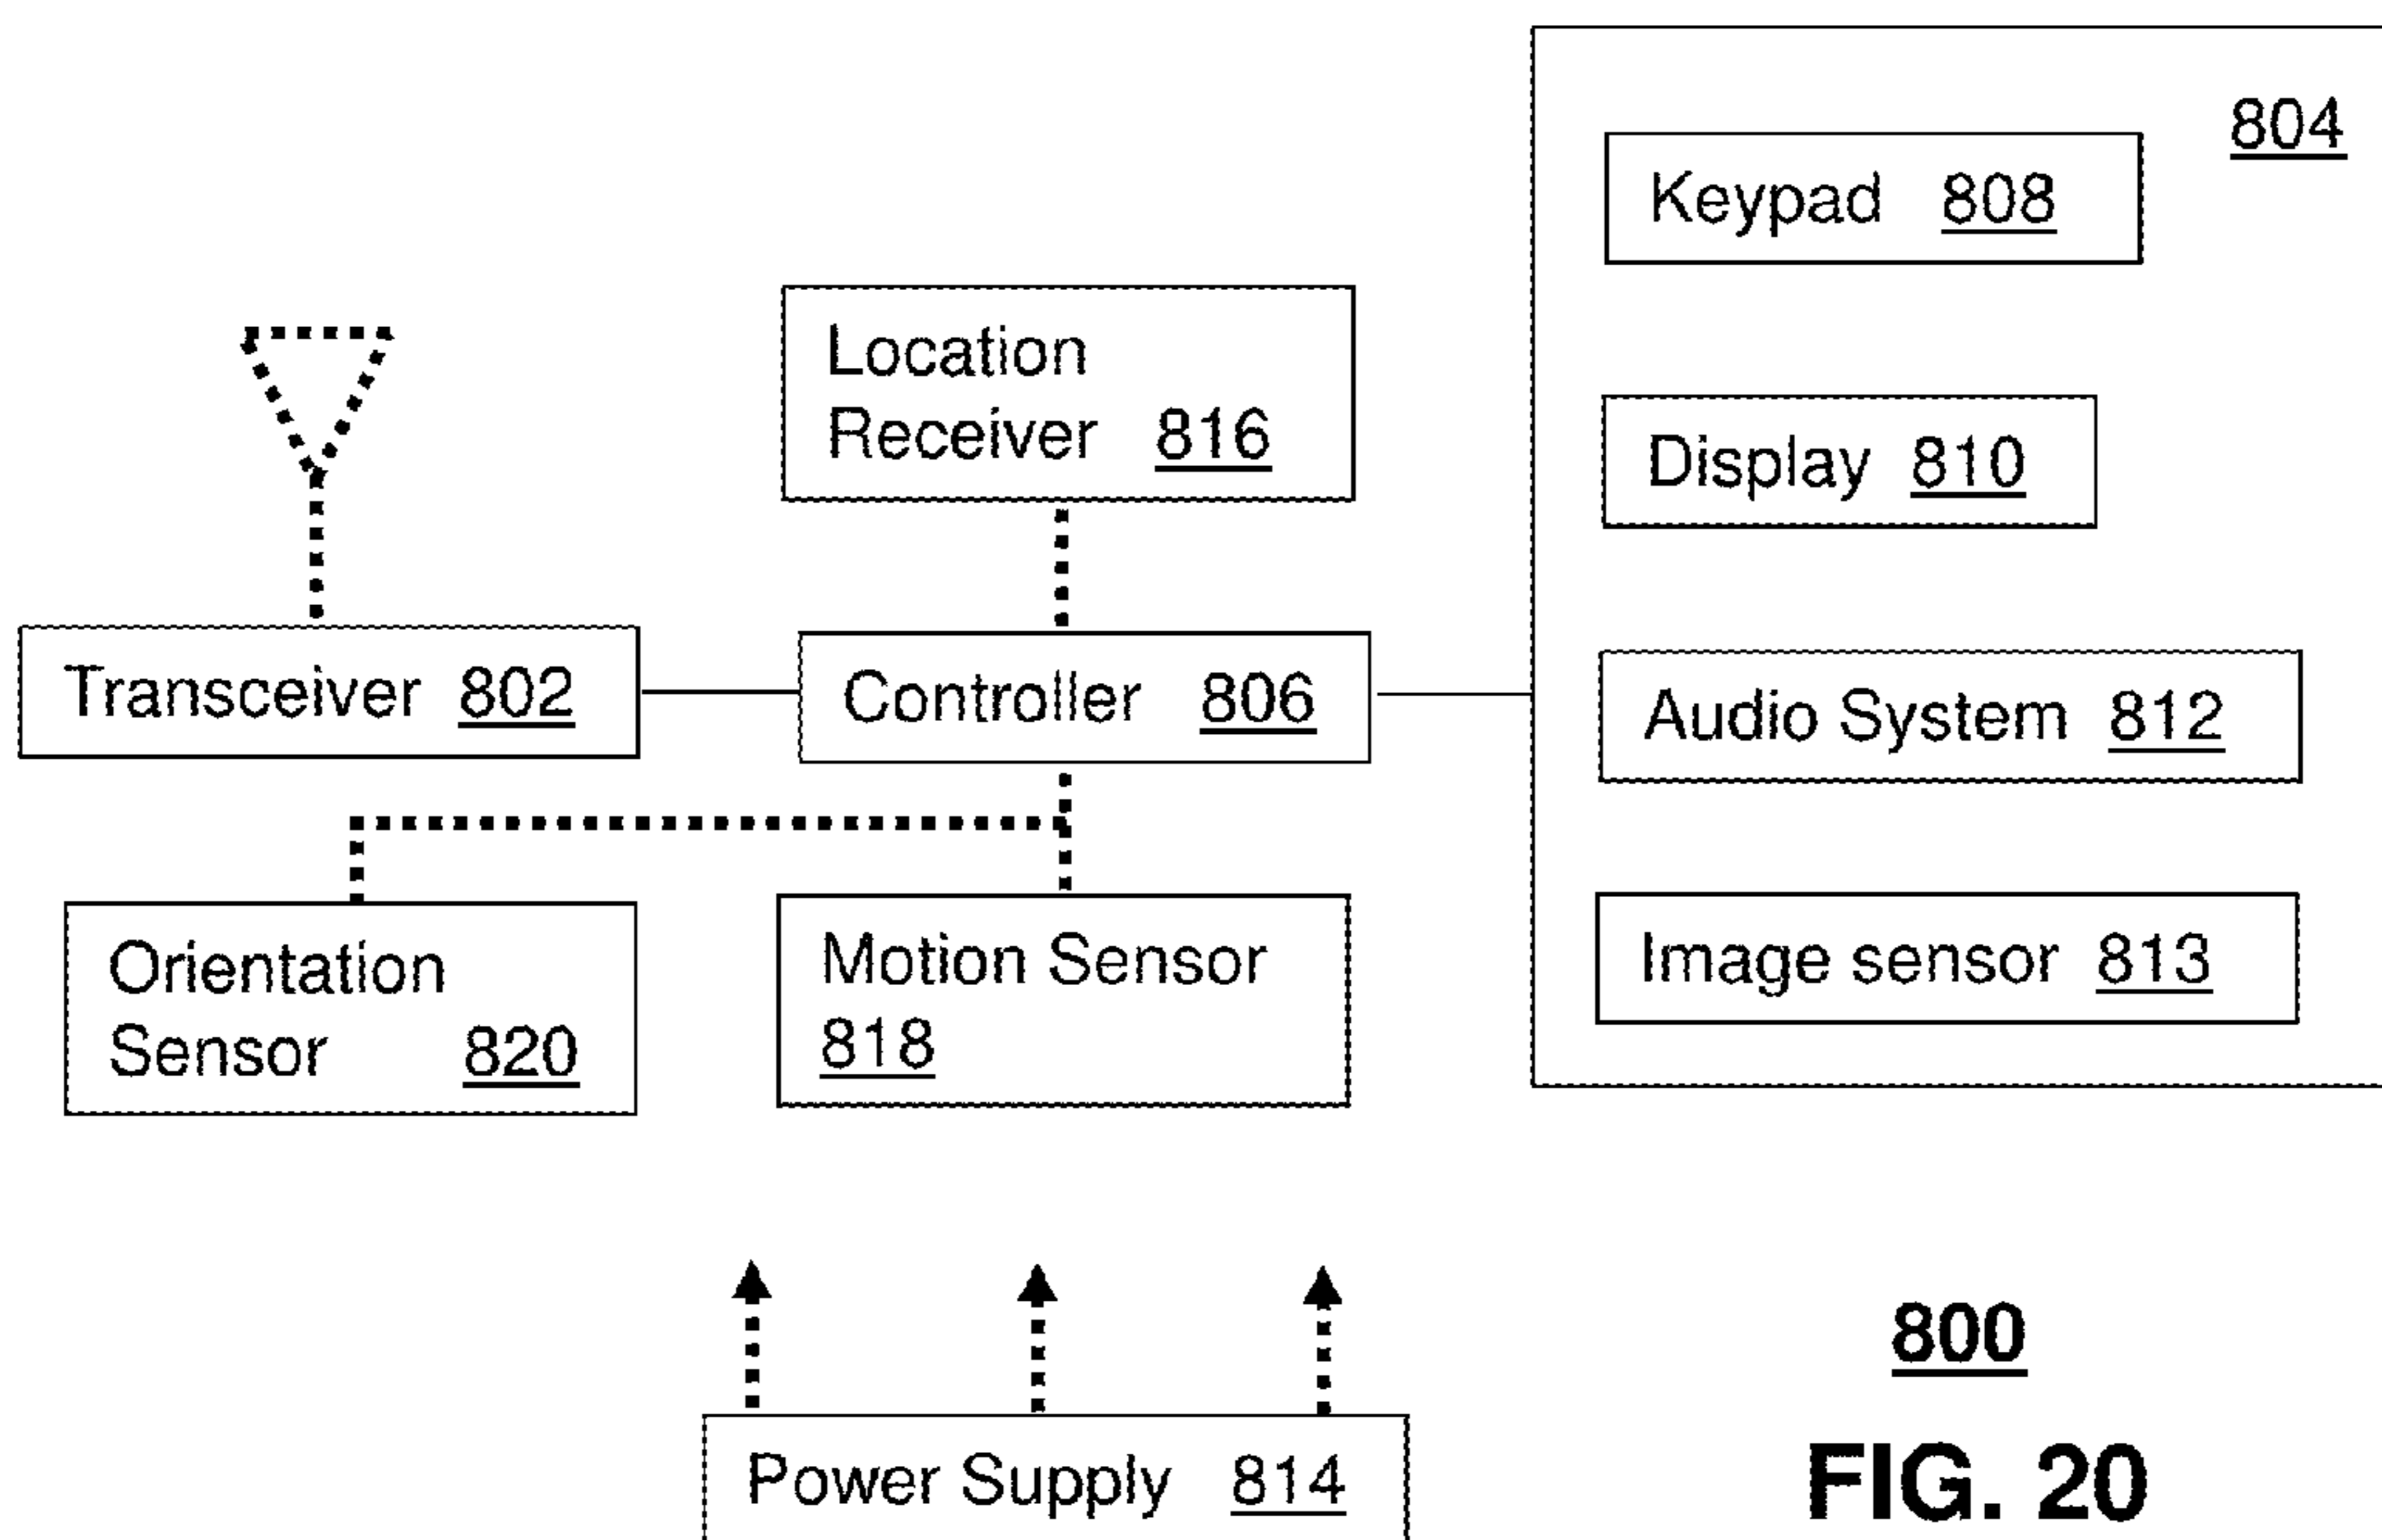 804
Keypad 808
Location
Receiver 816
Display 810
Transceiver 802
Controller 806
Audio System 812
Orientation
Sensor 820
Motion Sensor
818
Image sensor 813
800
Power Supply 814
FIG. 20